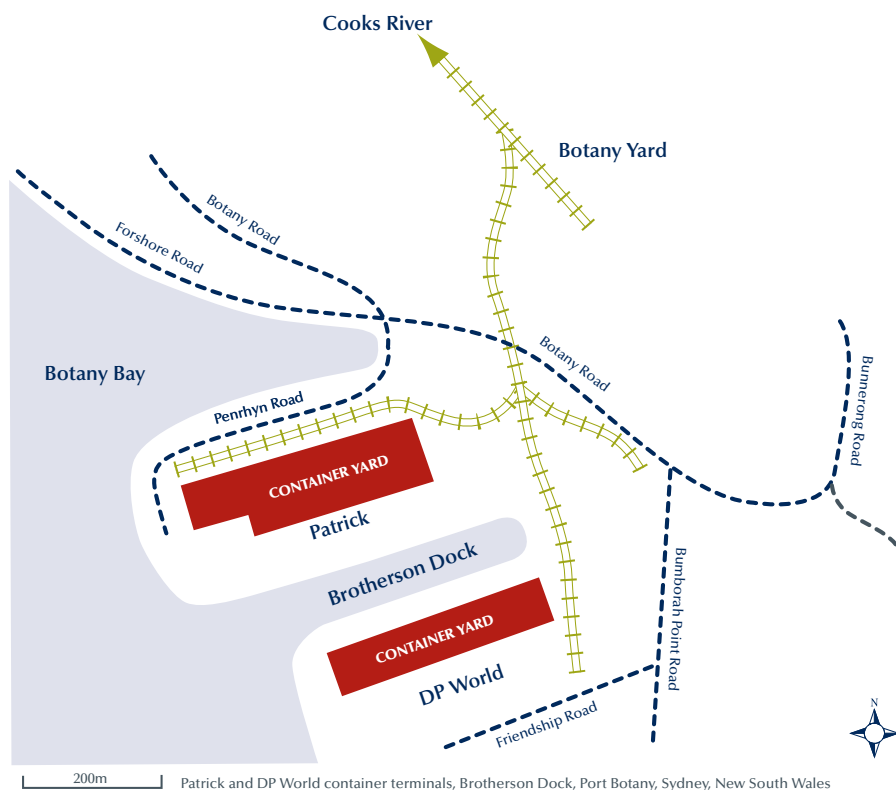 Cooks River
Botany Yard
Botany Road
Forshore Road
Botany Road
Botany Bay
Bunnerong Road
Penrhyn Road
CONTAINER YARD
Patrick
Brotherson Dock
Bumborah Point Road
CONTAINER YARD
DP World
Friendship Road
N
200m
Patrick and DP World container terminals, Brotherson Dock, Port Botany, Sydney, New South Wales